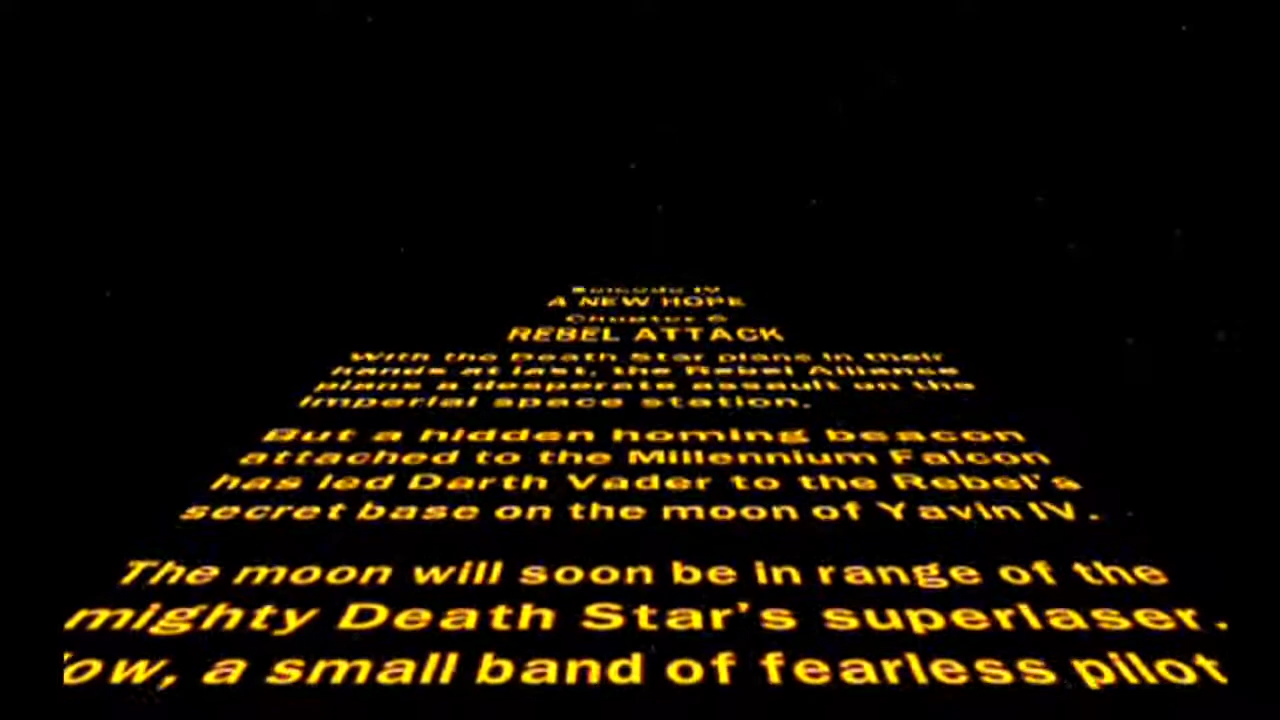 Episode IV
A NEW HOPE
Chapter 6
REBEL ATTACK
With the Death Star plans in their
hands at last, the Rebel Alliance
plans a desperate assault on the
Imperial space station.
But a hidden homing beacon
attached to the Millennium Falcon
has led Darth Vader to the Rebel's
secret base on the moon of Yavin IV.
The moon will soon be in range of the
mighty Death Star's superlaser.
ow, a small band of fearless pilot